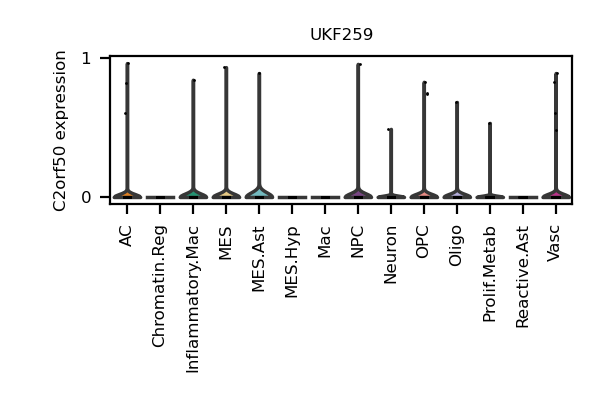 UKF259
C2orf50 expression
1
0
AC
Chromatin.Reg
Inflammatory.Mac
MES
MES.Ast
MES.Hyp
Mac
NPC
Neuron
OPC
Oligo
Prolif.Metab
Reactive.Ast
Vasc